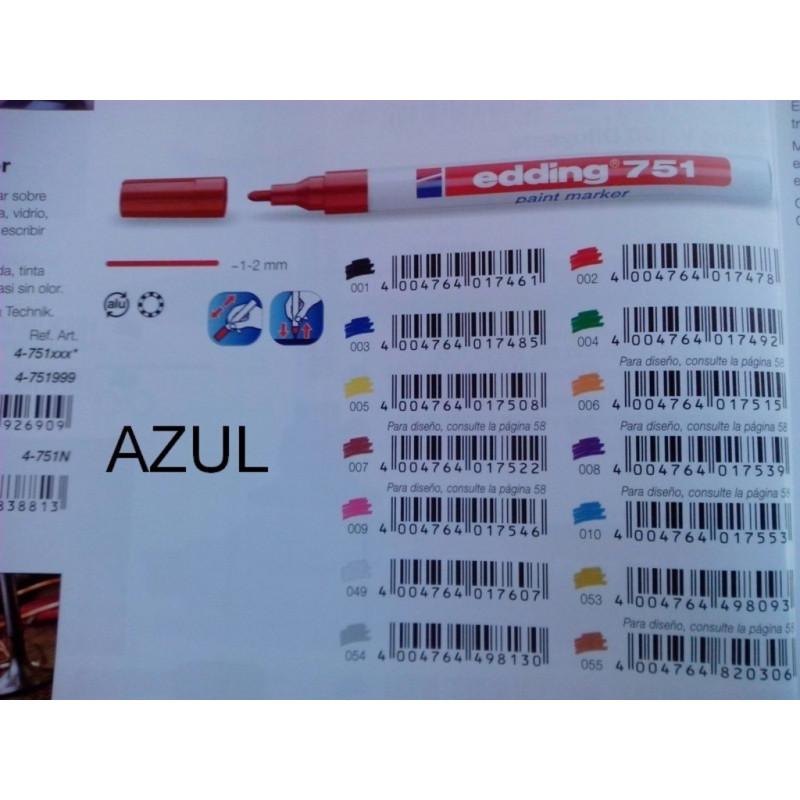 r
ar sobre
a, vidrio,
escribir
da, tinta
asi sin olor.
Technik.
Ref. Art.
4-751xxx*
4-751999
926909
4-751N
838813
edding® 751
paint marker
~1-2 mm
alu
AZUL
001 4 004764 017461
002 4 004764 017478
003 4 004764 017485
004 4 004764 017492
Para diseño, consulte la página 58
005 4 004764 017508
006 4 004764 017515
Para diseño, consulte la página 58
Para diseño, consulte la página 58
007 4 004764 017522
008 4 004764 017539
Para diseño, consulte la página 58
Para diseño, consulte la página 58
009 4 004764 017546
010 4 004764 017553
049 4 004764 017607
053 4 004764 498093
Para diseño, consulte la página 58
054 4 004764 498130
055 4 004764 820306